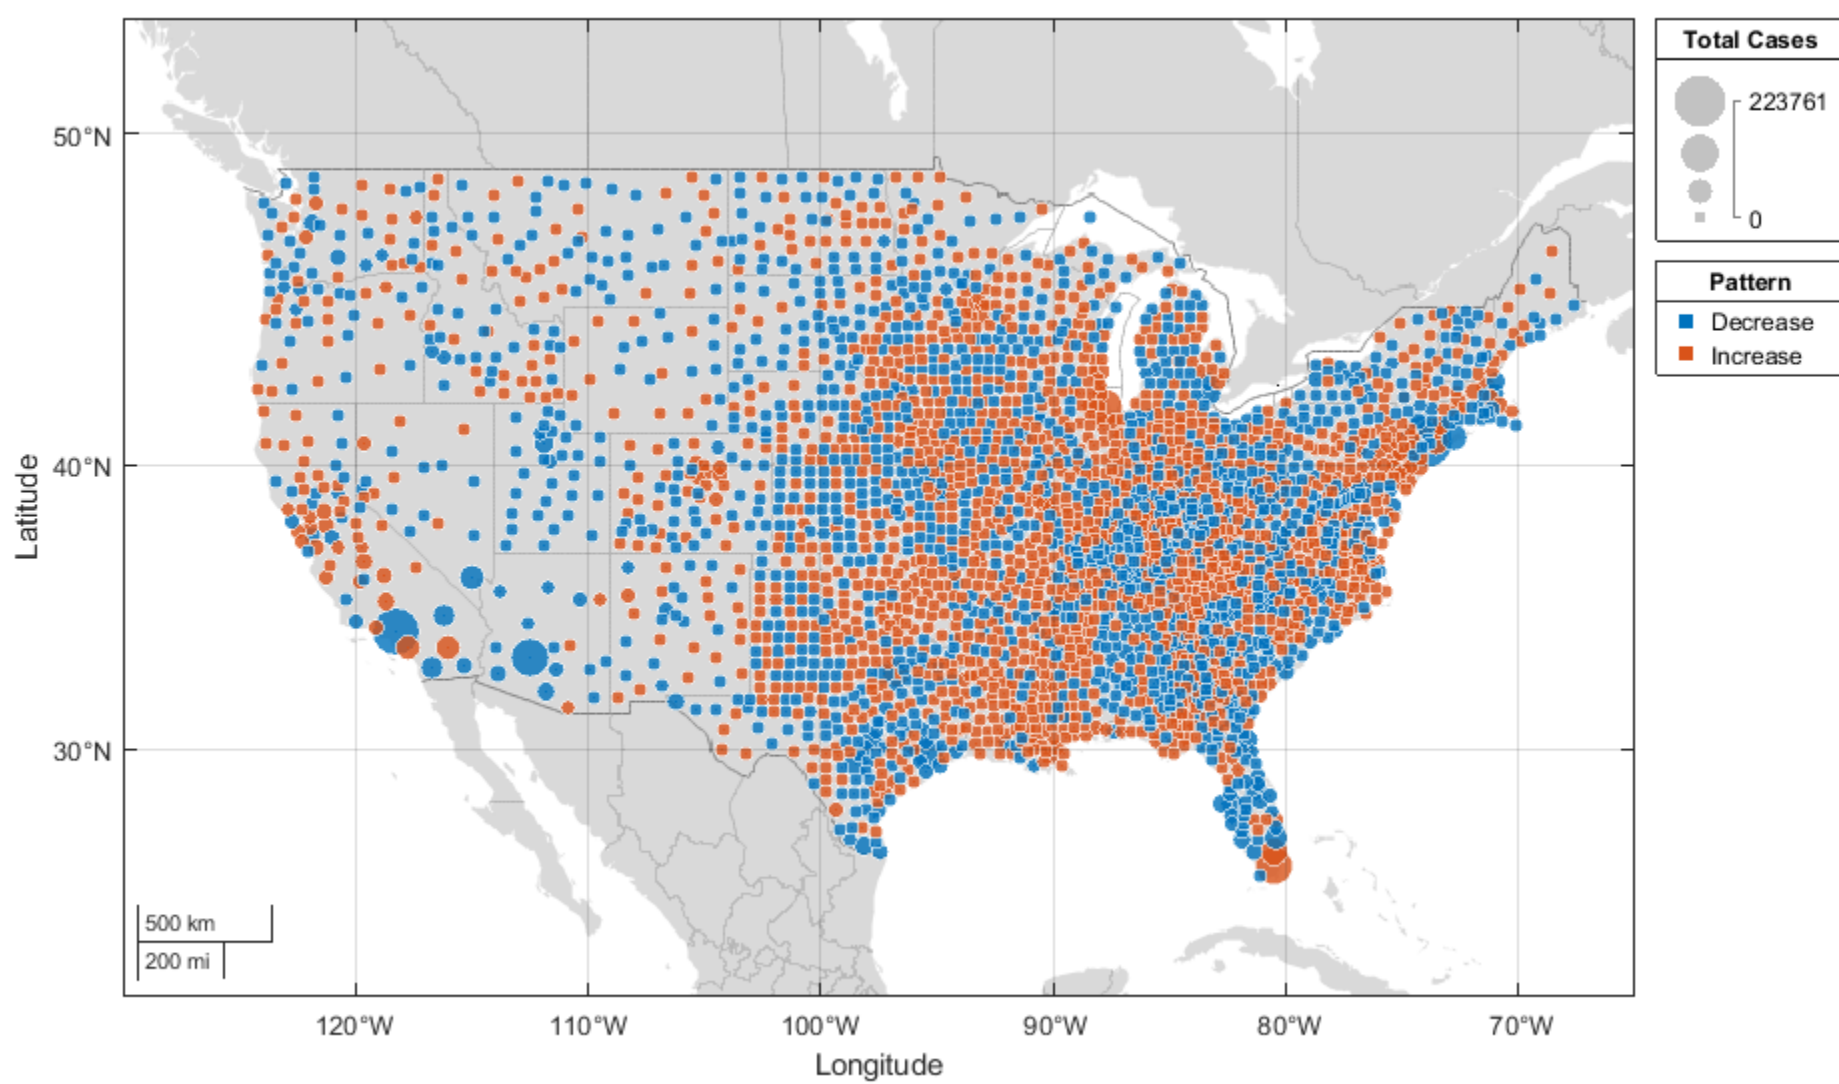 Total Cases
223761
0
Pattern
Decrease
Increase
50°N
40°N
30°N
Latitude
500 km
200 mi
120°W
110°W
100°W
90°W
80°W
70°W
Longitude